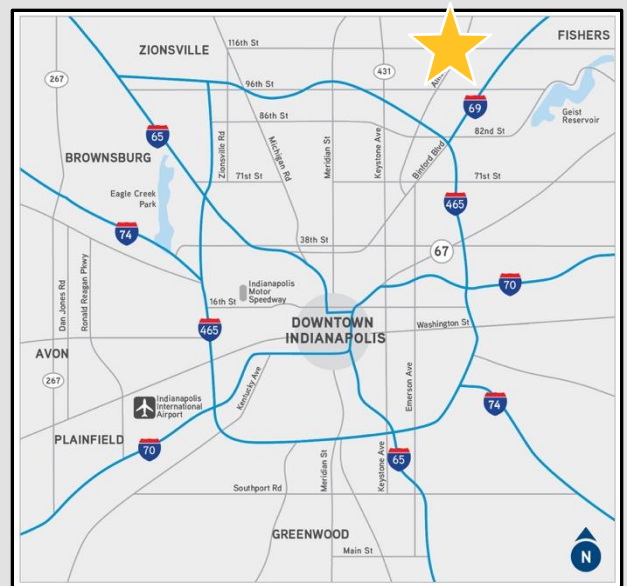 ZIONSVILLE
116th St
FISHERS
267
431
96th St
69
Geist
Reservoir
86th St
82nd St
65
BROWNSBURG
Zionsville Rd
Michigan Rd
Meridian St
Keystone Ave
Binford Blvd
71st St
71st St
Eagle Creek
Park
465
74
38th St
67
70
Dan Jones Rd
Ronald Reagan Pkwy
Indianapolis
Motor
Speedway
16th St
465
DOWNTOWN
INDIANAPOLIS
Washington St
AVON
267
Kentucky Ave
Emerson Ave
74
Indianapolis
International
Airport
PLAINFIELD
70
65
Meridian St
Keystone Ave
Southport Rd
GREENWOOD
Main St
N